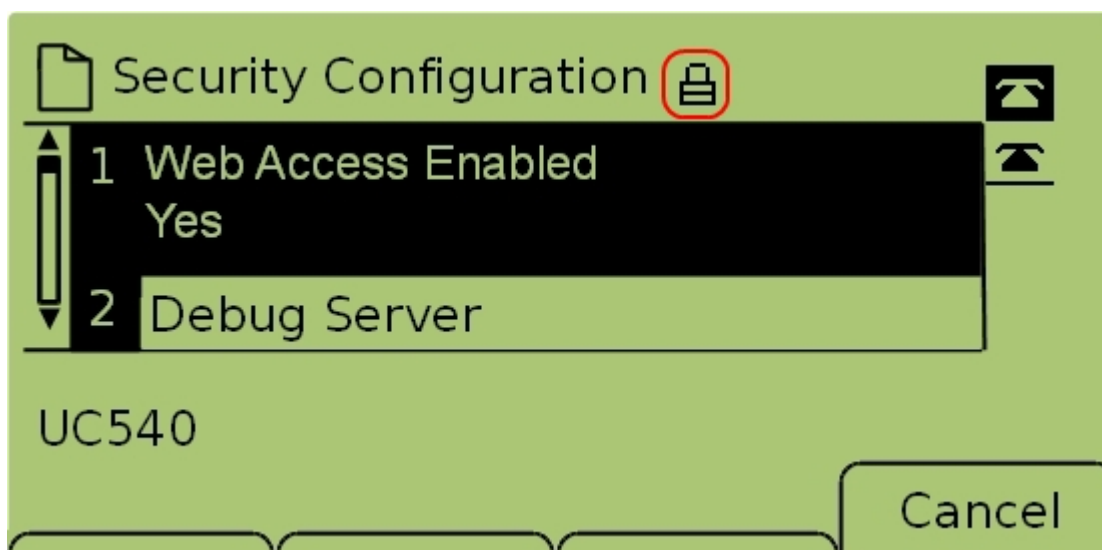 Security Configuration
1 Web Access Enabled
Yes
2 Debug Server
UC540
Cancel